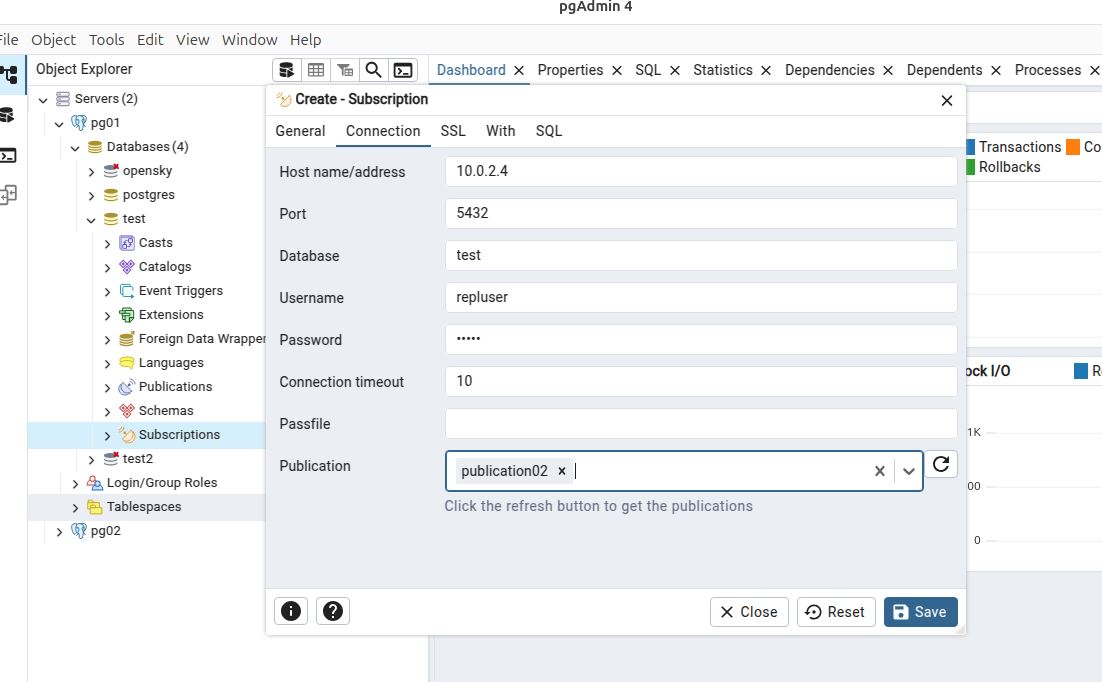 pgAdmin 4
File Object Tools Edit View Window Help
Object Explorer
Dashboard Properties SQL Statistics Dependencies Dependents Processes
Servers (2)
pg01
Databases (4)
opensky
postgres
test
Casts
Catalogs
Event Triggers
Extensions
Foreign Data Wrapper
Languages
Publications
Schemas
Subscriptions
test2
Login/Group Roles
Tablespaces
pg02
Create - Subscription
General Connection SSL With SQL
Host name/address 10.0.2.4
Port 5432
Database test
Username repluser
Password •••••
Connection timeout 10
Passfile
Publication publication02
Click the refresh button to get the publications
Close Reset Save
Transactions Co
Rollbacks
ock I/O R
1K
00
0